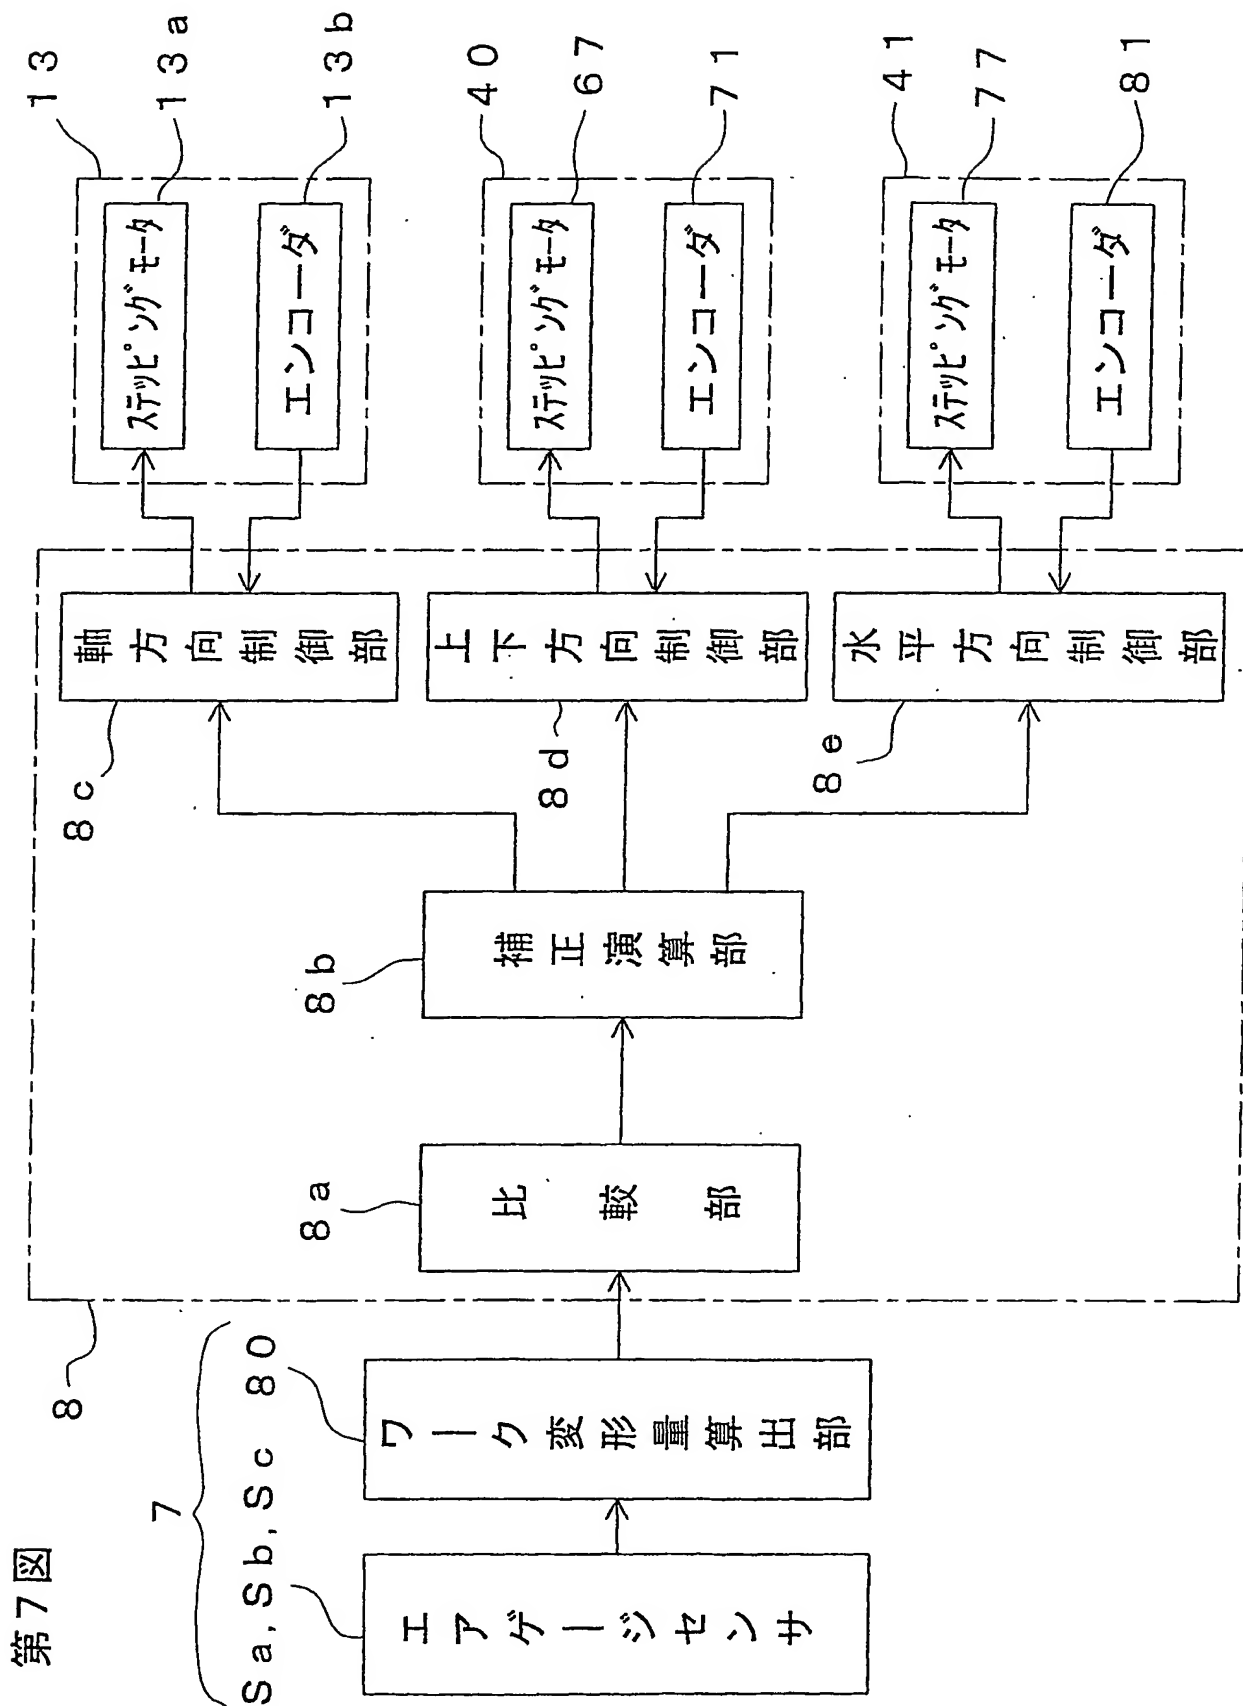 第7図
7
Sa, Sb, Sc
エアゲージセンサ
80
ワーク変形量算出部
8
8a
比較部
8b
補正演算部
8c
軸方向制御部
8d
上下方向制御部
8e
水平方向制御部
13
ステッピングモータ
13a
エンコーダ
13b
40
ステッピングモータ
67
エンコーダ
71
41
ステッピングモータ
77
エンコーダ
81